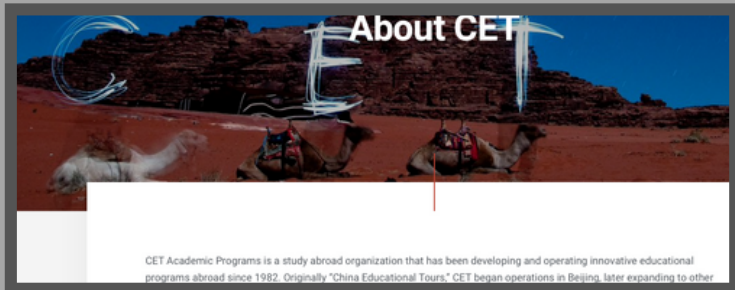 About CET
C E T
CET Academic Programs is a study abroad organization that has been developing and operating innovative educational
programs abroad since 1982. Originally "China Educational Tours," CET began operations in Beijing, later expanding to other